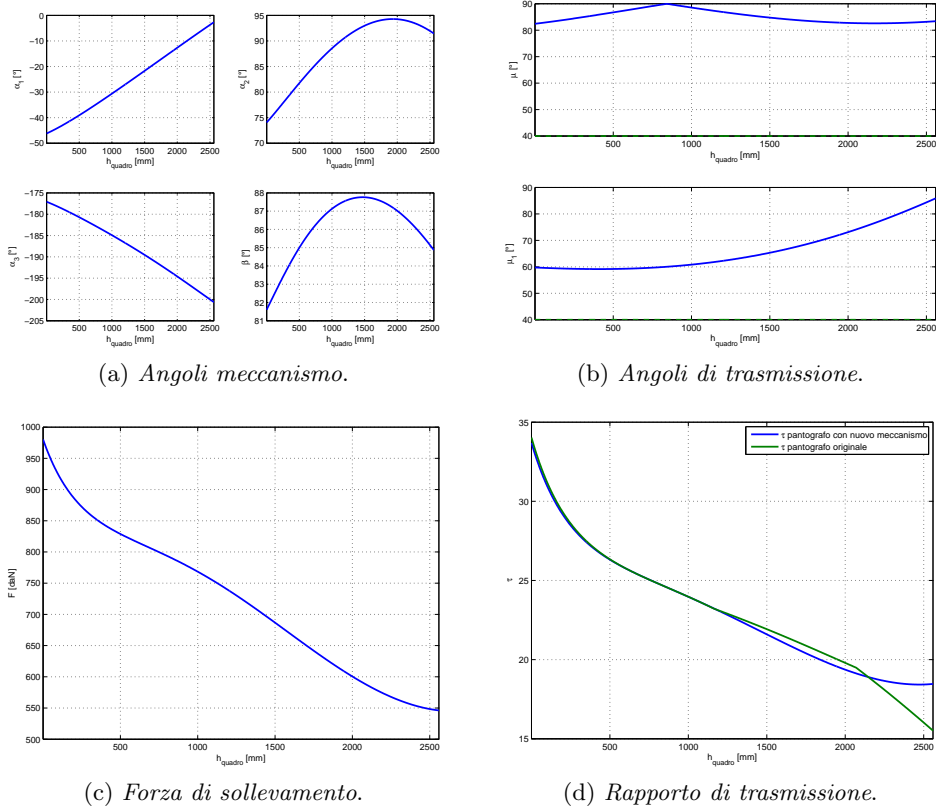 0
−10
−20
−30
−40
−50
α1 [°]
500 1000 1500 2000 2500
hquadro [mm]
95
90
85
80
75
70
α2 [°]
500 1000 1500 2000 2500
hquadro [mm]
−175
−180
−185
−190
−195
−200
−205
α3 [°]
500 1000 1500 2000 2500
hquadro [mm]
88
87
86
85
84
83
82
81
β [°]
500 1000 1500 2000 2500
hquadro [mm]
(a) Angoli meccanismo.
90
80
70
60
50
40
μ [°]
500 1000 1500 2000 2500
hquadro [mm]
90
80
70
60
50
40
μ1 [°]
500 1000 1500 2000 2500
hquadro [mm]
(b) Angoli di trasmissione.
1000
950
900
850
800
750
700
650
600
550
500
F [daN]
500 1000 1500 2000 2500
hquadro [mm]
(c) Forza di sollevamento.
35
30
25
20
15
τ
τ pantografo con nuovo meccanismo
τ pantografo originale
500 1000 1500 2000 2500
hquadro [mm]
(d) Rapporto di trasmissione.